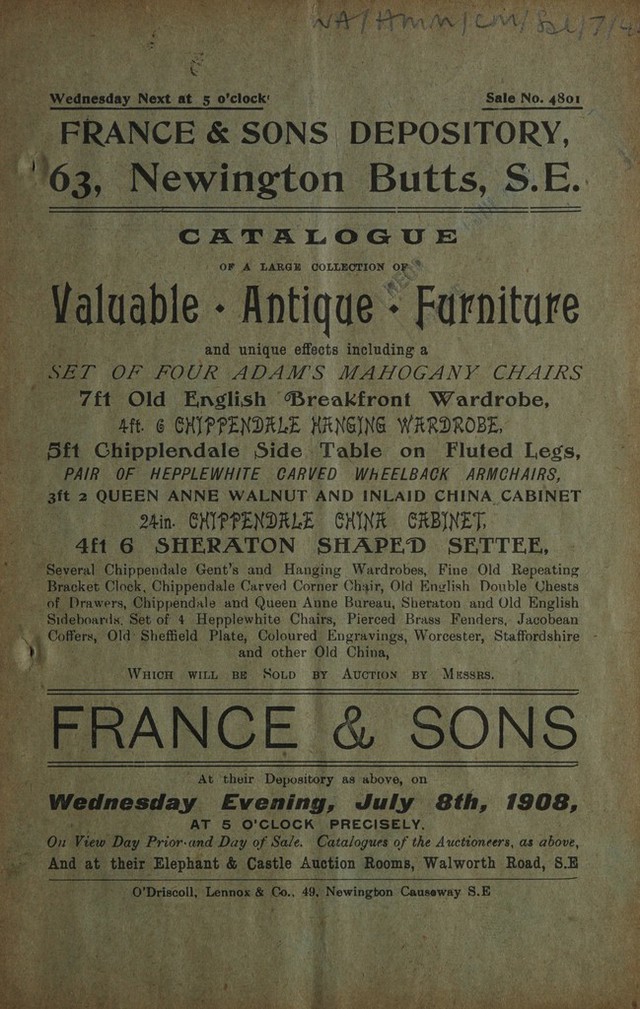 NA/HMM/CM/Bl/7/4
Wednesday Next at 5 o'clock
Sale No. 4801
FRANCE & SONS DEPOSITORY,
63, Newington Butts, S.E.
CATALOGUE
OF A LARGE COLLECTION OF
Valuable · Antique · Furniture
and unique effects including a
SET OF FOUR ADAM'S MAHOGANY CHAIRS
7ft Old English Breakfront Wardrobe,
4ft. 6 CHIPPENDALE HANGING WARDROBE,
5ft Chipplendale Side Table on Fluted Legs,
PAIR OF HEPPLEWHITE CARVED WHEELBACK ARMCHAIRS,
3ft 2 QUEEN ANNE WALNUT AND INLAID CHINA CABINET
24in. CHIPPENDALE CHINA CABINET,
4ft 6 SHERATON SHAPED SETTEE,
Several Chippendale Gent's and Hanging Wardrobes, Fine Old Repeating
Bracket Clock, Chippendale Carved Corner Chair, Old English Double Chests
of Drawers, Chippendale and Queen Anne Bureau, Sheraton and Old English
Sideboards, Set of 4 Hepplewhite Chairs, Pierced Brass Fenders, Jacobean
Coffers, Old Sheffield Plate, Coloured Engravings, Worcester, Staffordshire
and other Old China,
WHICH WILL BE SOLD BY AUCTION BY MESSRS.
FRANCE & SONS
At their Depository as above, on
Wednesday Evening, July 8th, 1908,
AT 5 O'CLOCK PRECISELY.
On View Day Prior and Day of Sale. Catalogues of the Auctioneers, as above,
And at their Elephant & Castle Auction Rooms, Walworth Road, S.E
O'Driscoll, Lennox & Co., 49, Newington Causeway S.E